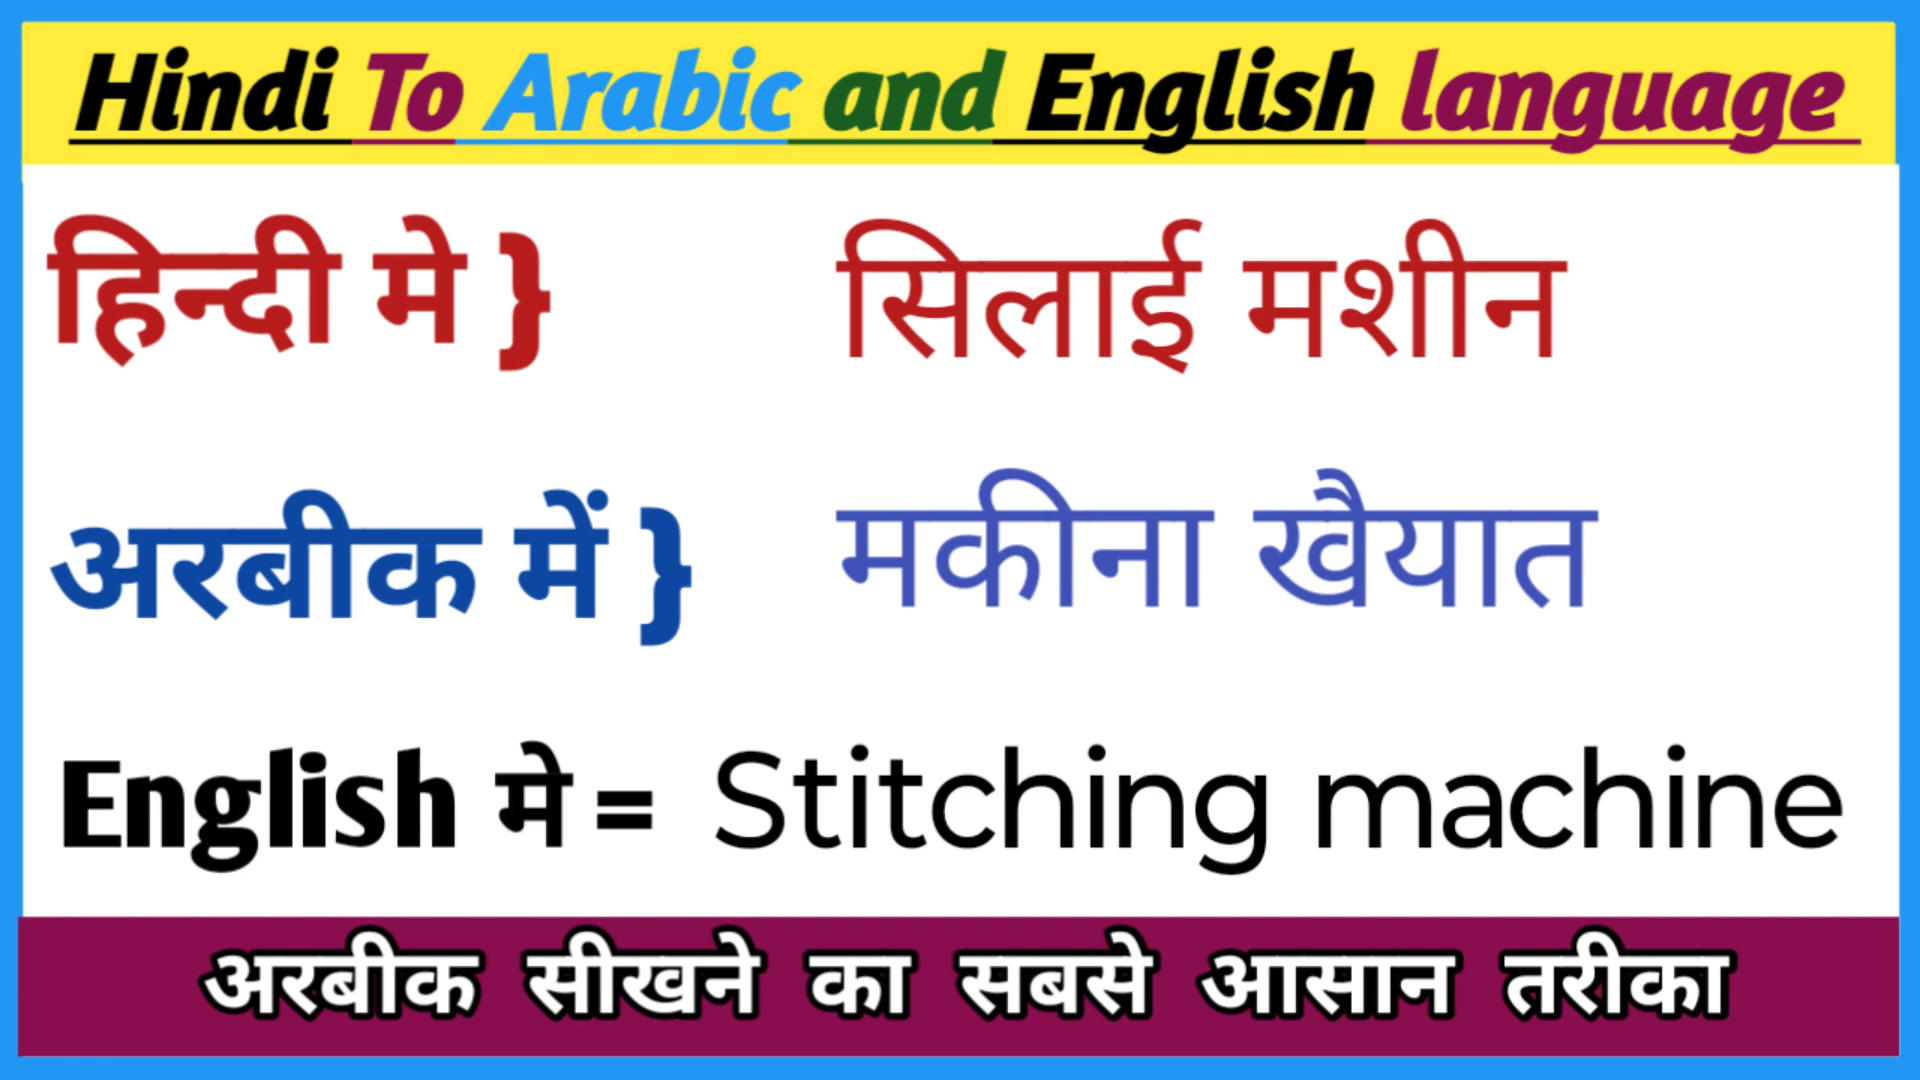 Hindi To Arabic and English language
हिन्दी मे } सिलाई मशीन
अरबीक में } मकीना खैयात
English मे = Stitching machine
अरबीक सीखने का सबसे आसान तरीका